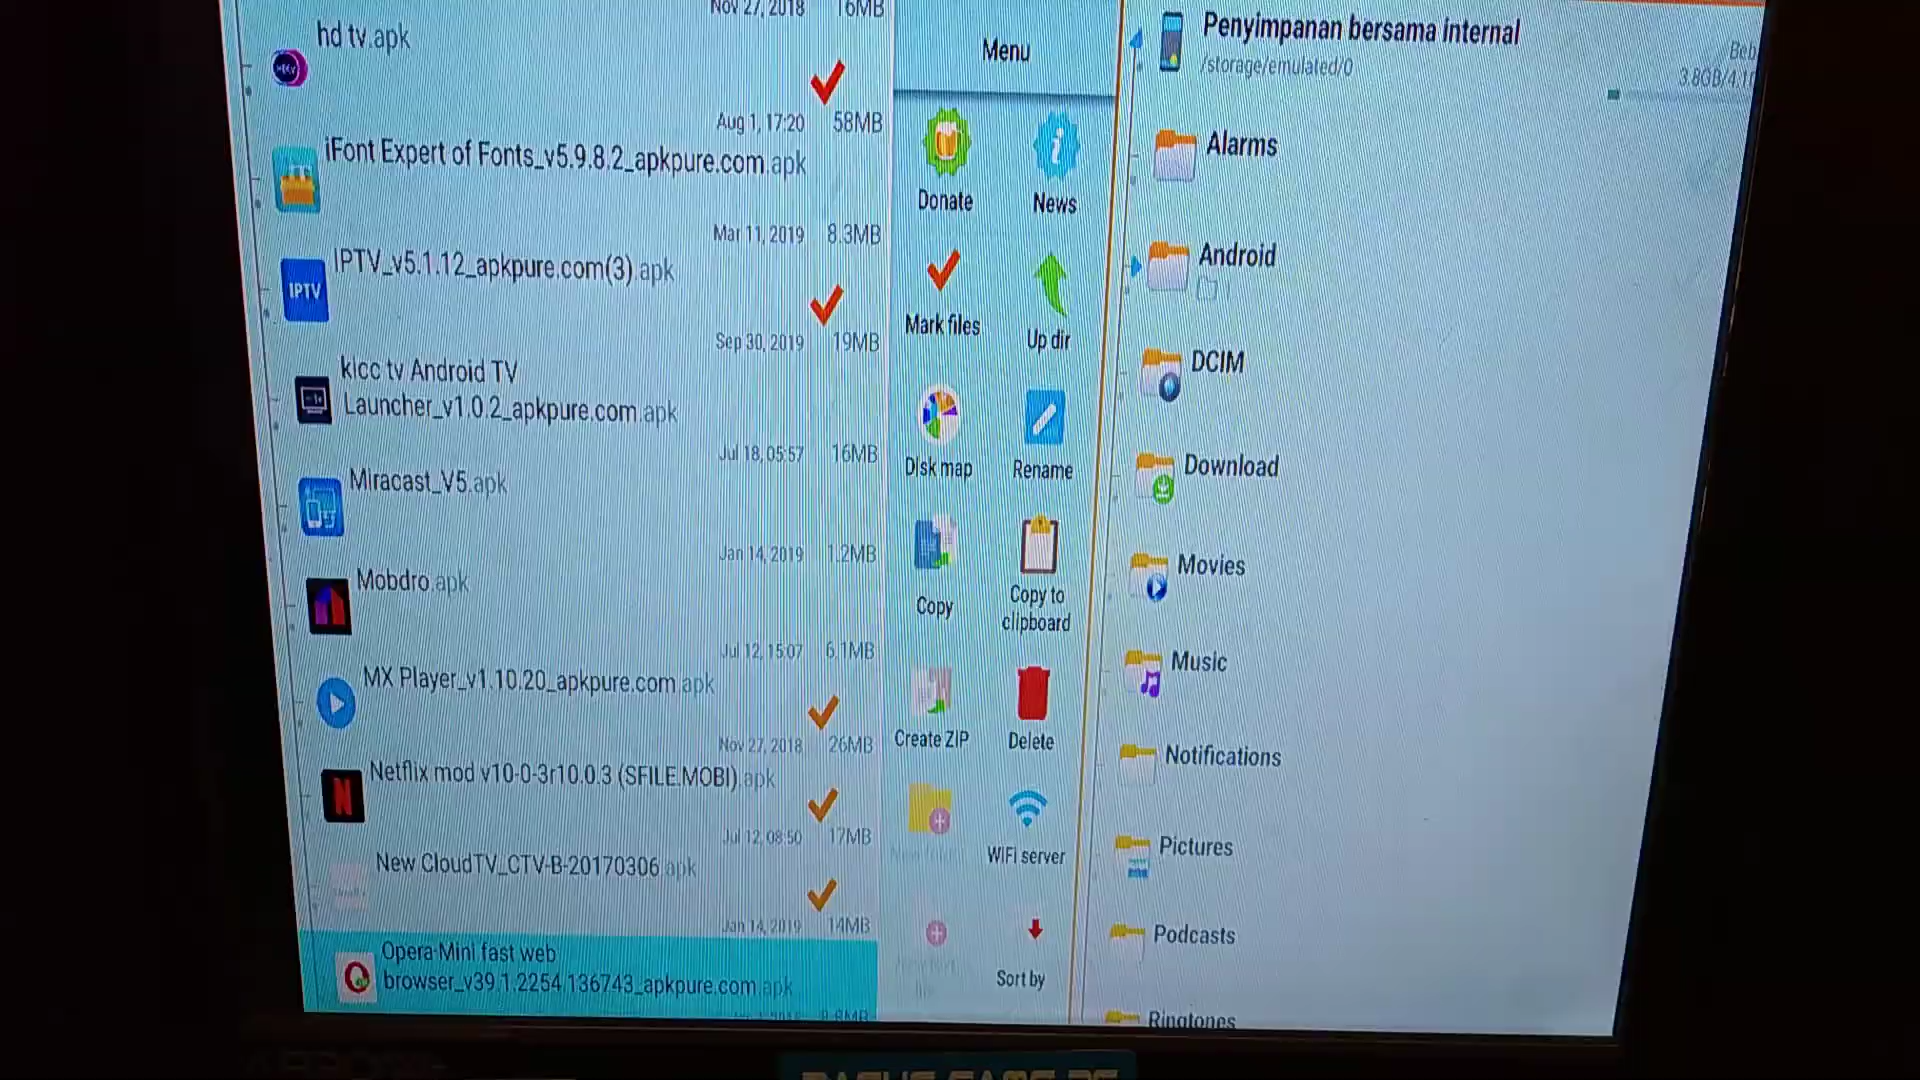 Nov 27, 2018 16MB
hd tv.apk
Aug 1, 17:20 58MB
iFont Expert of Fonts_v5.9.8.2_apkpure.com.apk
Mar 11, 2019 8.3MB
IPTV_v5.1.12_apkpure.com(3).apk
IPTV
Sep 30, 2019 19MB
klcc tv Android TV
Launcher_v1.0.2_apkpure.com.apk
Jul 18, 05:57 16MB
Miracast_V5.apk
Jan 14, 2019 1.2MB
Mobdro.apk
Jul 12, 15:07 6.1MB
MX Player_v1.10.20_apkpure.com.apk
Nov 27, 2018 26MB
Netflix mod v10-0-3r10.0.3 (SFILE.MOBI).apk
N
Jul 12, 08:50 17MB
New CloudTV_CTV-B-20170306.apk
Jan 14, 2019 14MB
Opera Mini fast web
browser_v39.1.2254.136743_apkpure.com.apk
Menu
Donate
News
Mark files
Up dir
Disk map
Rename
Copy
Copy to
clipboard
Create ZIP
Delete
WiFi server
Sort by
Penyimpanan bersama internal
/storage/emulated/0
Beb
3.8GB/4.1
Alarms
Android
DCIM
Download
Movies
Music
Notifications
Pictures
Podcasts
Ringtones